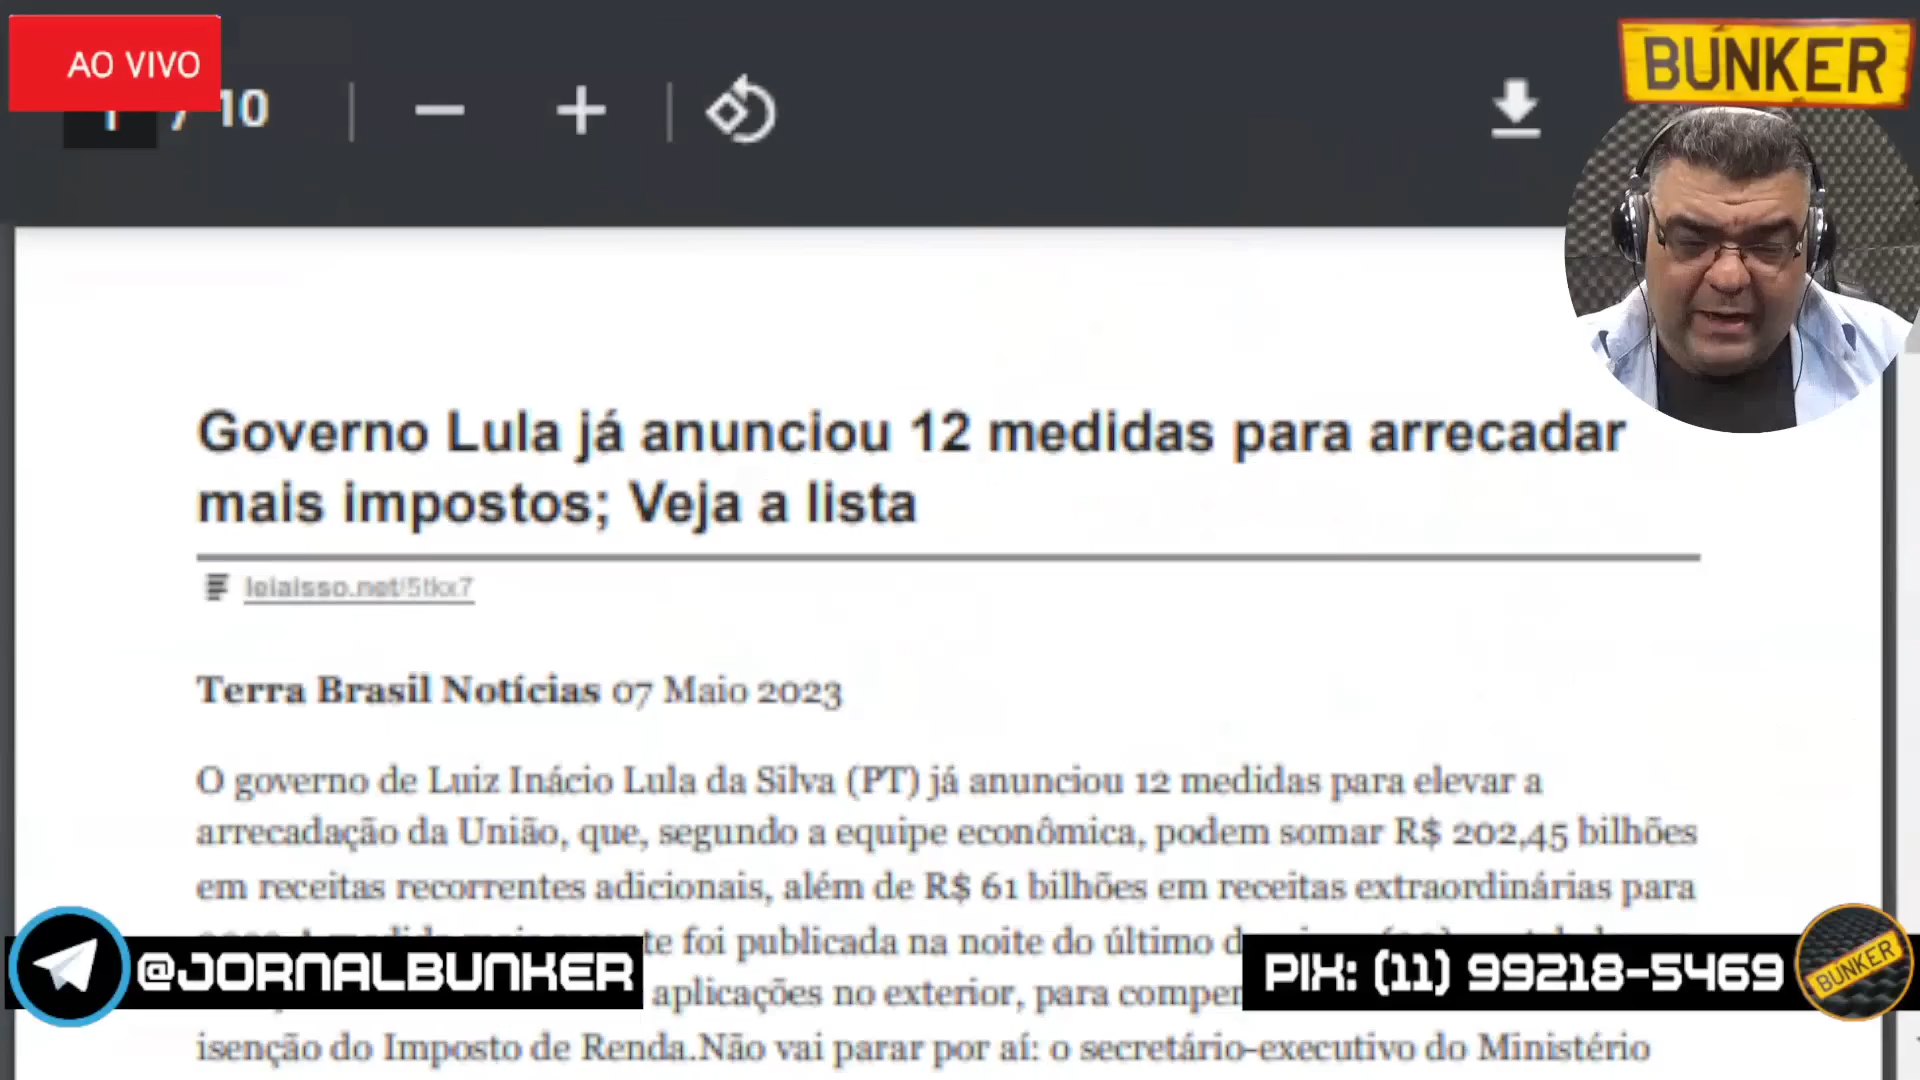 AO VIVO
/ 10
BUNKER
Governo Lula já anunciou 12 medidas para arrecadar
mais impostos; Veja a lista
leiaisso.net/5tkx7
Terra Brasil Notícias 07 Maio 2023
O governo de Luiz Inácio Lula da Silva (PT) já anunciou 12 medidas para elevar a
arrecadação da União, que, segundo a equipe econômica, podem somar R$ 202,45 bilhões
em receitas recorrentes adicionais, além de R$ 61 bilhões em receitas extraordinárias para
foi publicada na noite do último
@JORNALBUNKER
aplicações no exterior, para
PIX: (11) 99218-5469
BUNKER
isenção do Imposto de Renda.Não vai parar por aí: o secretário-executivo do Ministério